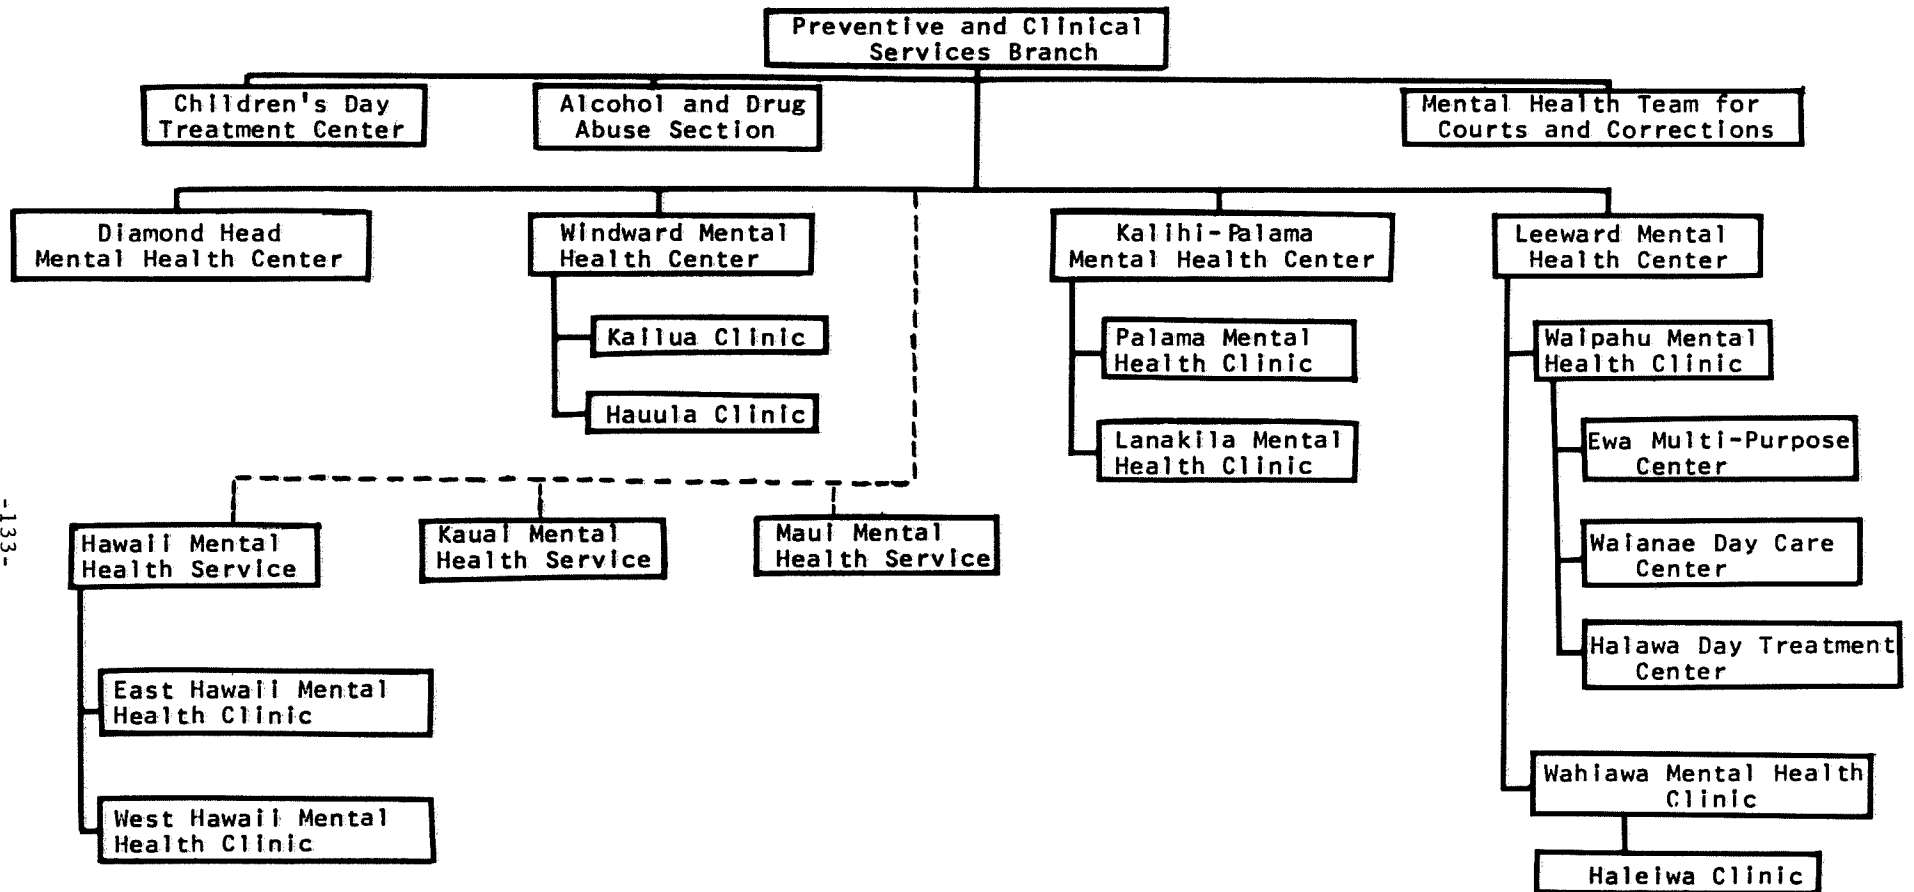 Preventive and Clinical
Services Branch
Children's Day
Treatment Center
Alcohol and Drug
Abuse Section
Mental Health Team for
Courts and Corrections
Diamond Head
Mental Health Center
Windward Mental
Health Center
Kalihi-Palama
Mental Health Center
Leeward Mental
Health Center
Kailua Clinic
Hauula Clinic
Palama Mental
Health Clinic
Lanakila Mental
Health Clinic
Waipahu Mental
Health Clinic
Ewa Multi-Purpose
Center
Waianae Day Care
Center
Halawa Day Treatment
Center
Wahiawa Mental Health
Clinic
Haleiwa Clinic
Hawaii Mental
Health Service
Kauai Mental
Health Service
Maui Mental
Health Service
East Hawaii Mental
Health Clinic
West Hawaii Mental
Health Clinic
-133-